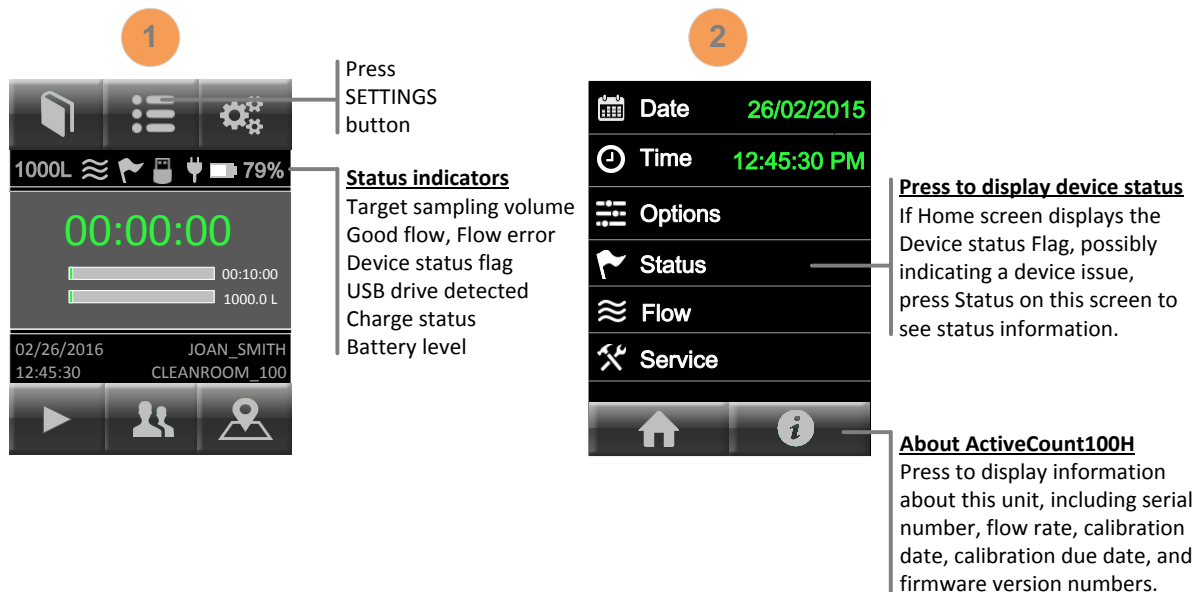 1
Press
SETTINGS
button
1000L 79%
00:00:00
00:10:00
1000.0 L
02/26/2016 JOAN_SMITH
12:45:30 CLEANROOM_100
Status indicators
Target sampling volume
Good flow, Flow error
Device status flag
USB drive detected
Charge status
Battery level
2
Date 26/02/2015
Time 12:45:30 PM
Options
Status
Flow
Service
i
Press to display device status
If Home screen displays the
Device status Flag, possibly
indicating a device issue,
press Status on this screen to
see status information.
About ActiveCount100H
Press to display information
about this unit, including serial
number, flow rate, calibration
date, calibration due date, and
firmware version numbers.